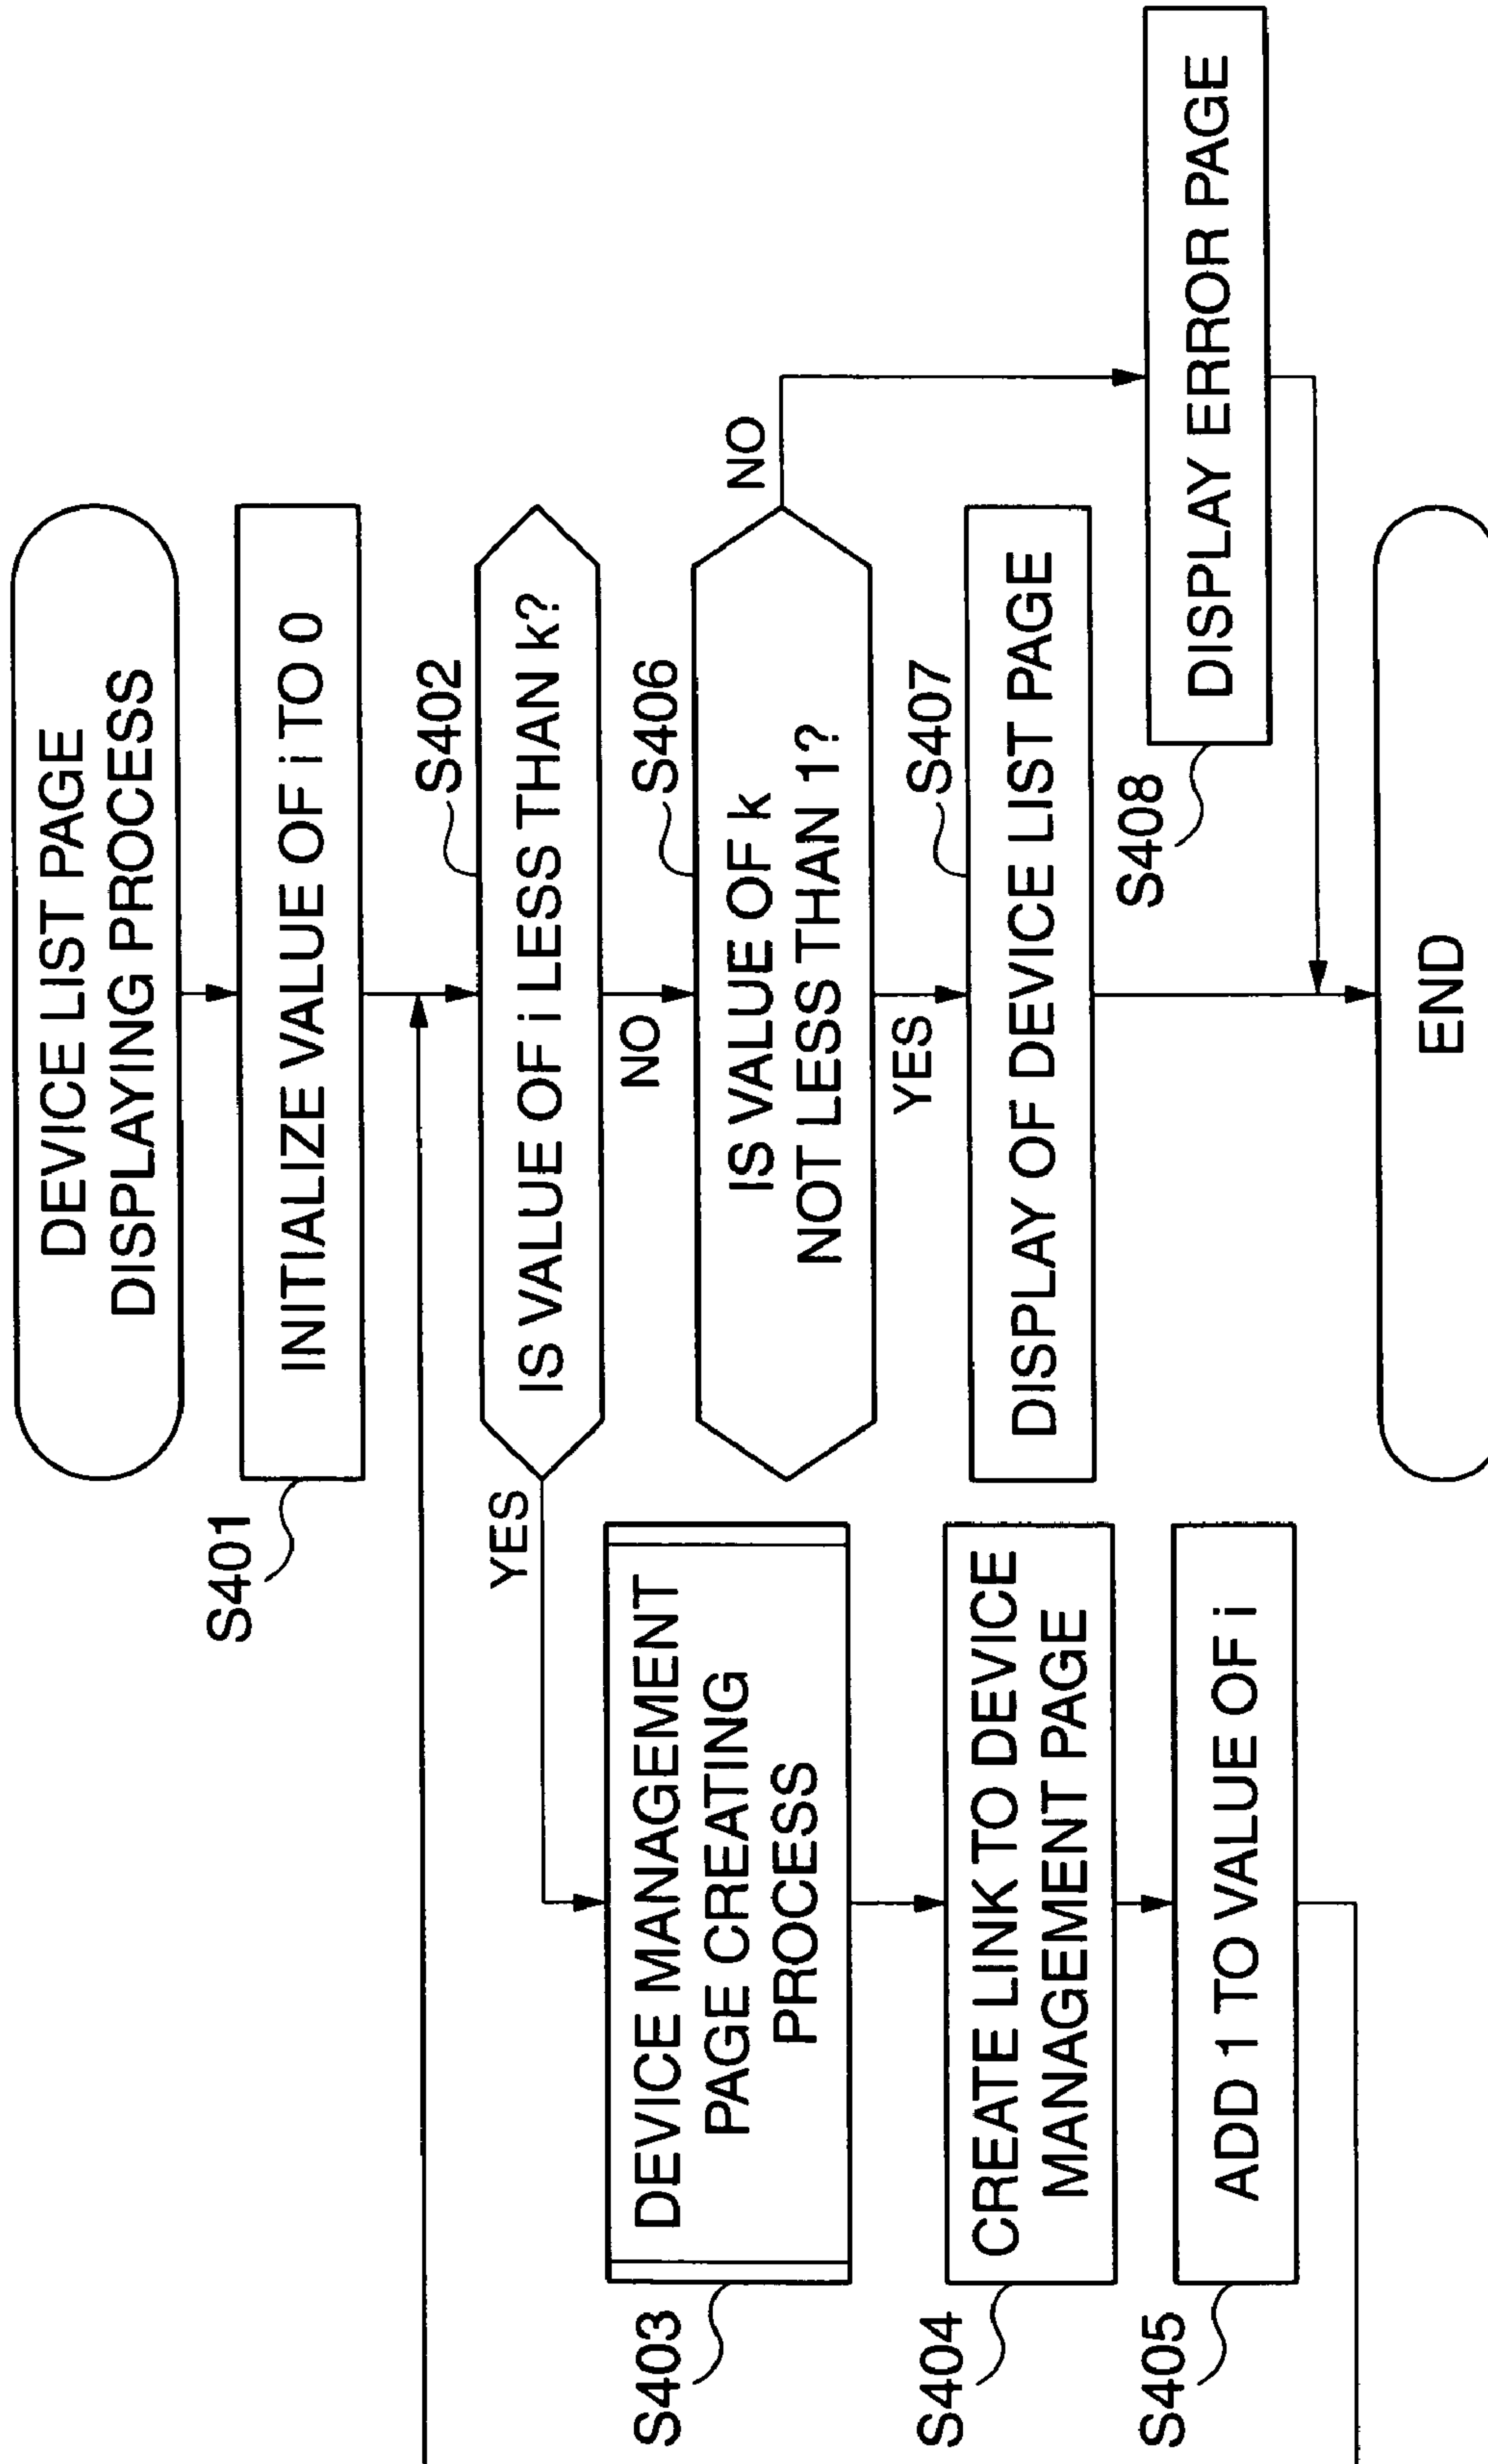 DEVICE LIST PAGE
DISPLAYING PROCESS
S401
INITIALIZE VALUE OF i TO 0
S402
IS VALUE OF i LESS THAN k?
YES
NO
S403
DEVICE MANAGEMENT
PAGE CREATING
PROCESS
S404
CREATE LINK TO DEVICE
MANAGEMENT PAGE
S405
ADD 1 TO VALUE OF i
S406
IS VALUE OF k
NOT LESS THAN 1?
NO
YES
S407
DISPLAY OF DEVICE LIST PAGE
S408
DISPLAY ERROR PAGE
END